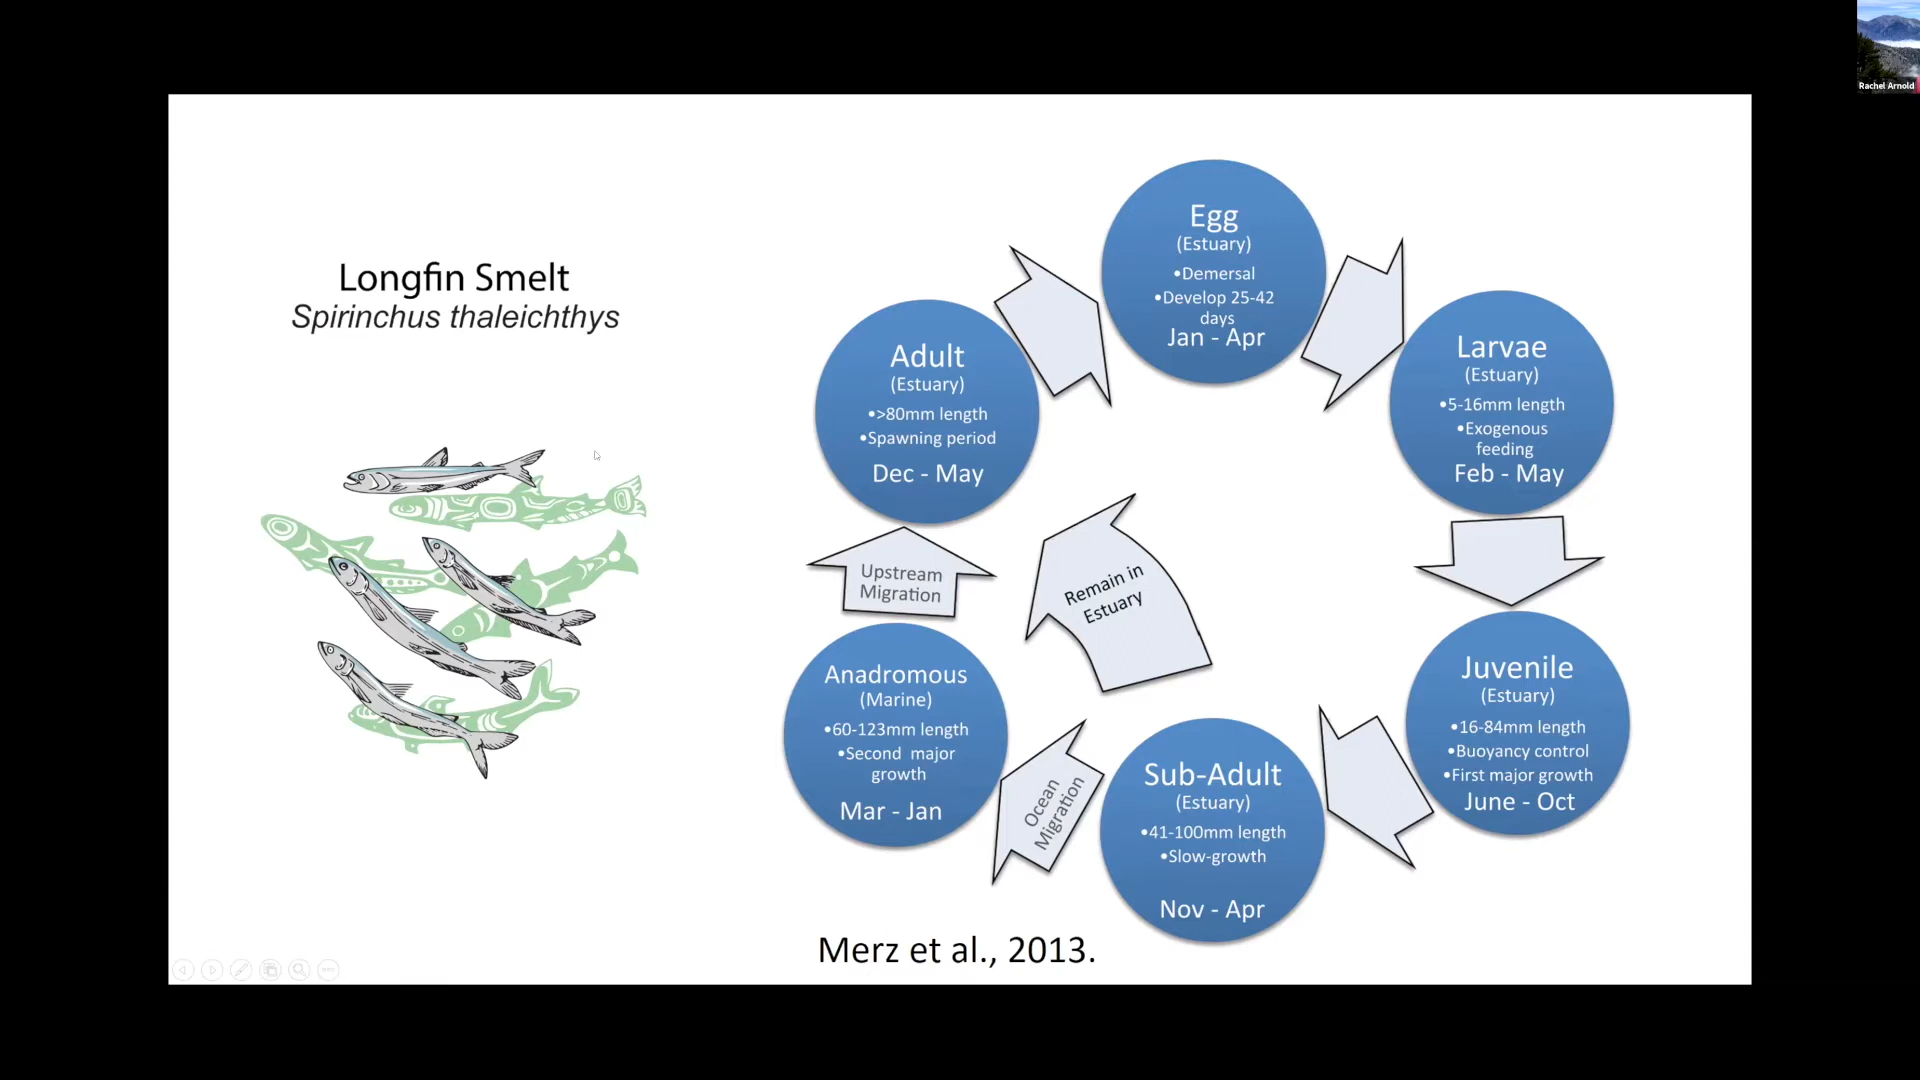 Rachel Arnold
Longfin Smelt
Spirinchus thaleichthys
Egg
(Estuary)
•Demersal
•Develop 25-42
days
Jan - Apr
Larvae
(Estuary)
•5-16mm length
•Exogenous
feeding
Feb - May
Juvenile
(Estuary)
•16-84mm length
•Buoyancy control
•First major growth
June - Oct
Sub-Adult
(Estuary)
•41-100mm length
•Slow-growth
Nov - Apr
Ocean
Migration
Anadromous
(Marine)
•60-123mm length
•Second major
growth
Mar - Jan
Upstream
Migration
Remain in
Estuary
Adult
(Estuary)
•>80mm length
•Spawning period
Dec - May
Merz et al., 2013.